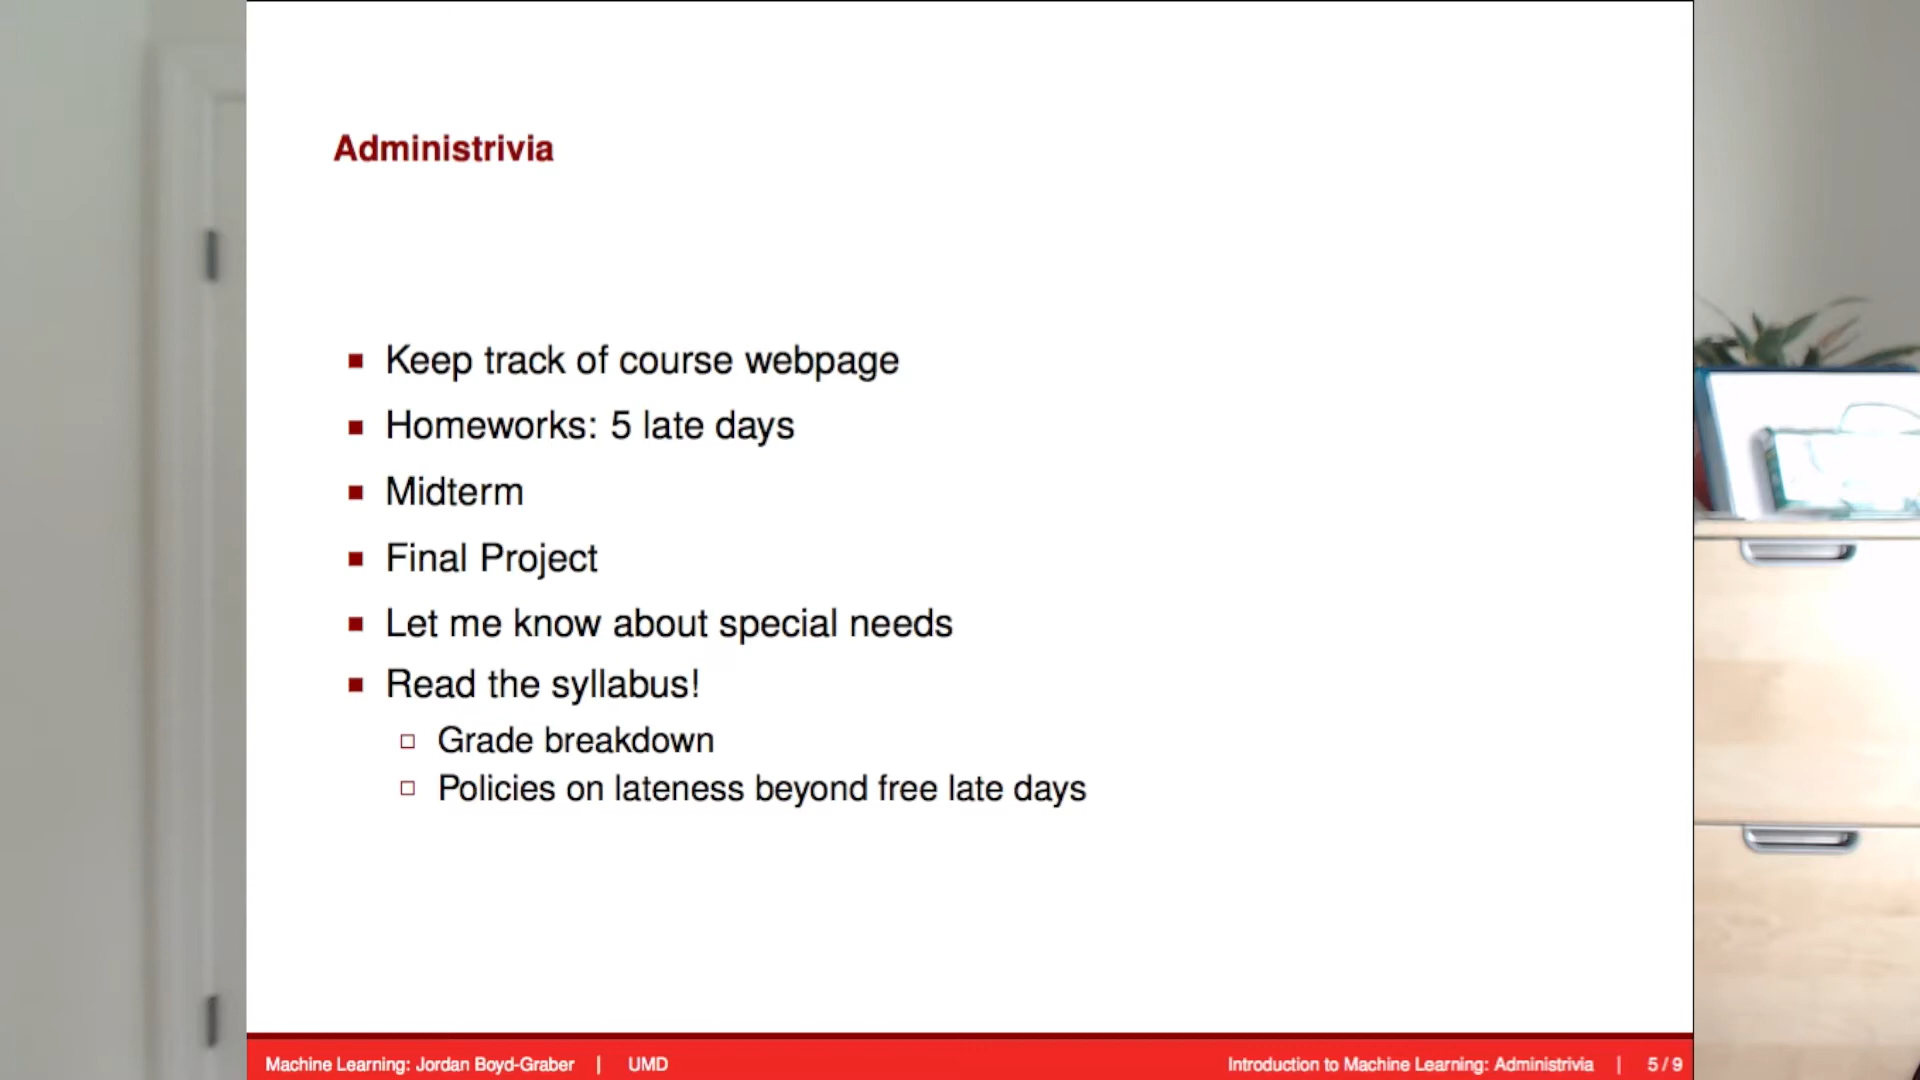 Administrivia
Keep track of course webpage
Homeworks: 5 late days
Midterm
Final Project
Let me know about special needs
Read the syllabus!
Grade breakdown
Policies on lateness beyond free late days
Machine Learning: Jordan Boyd-Graber | UMD
Introduction to Machine Learning: Administrivia | 5 / 9